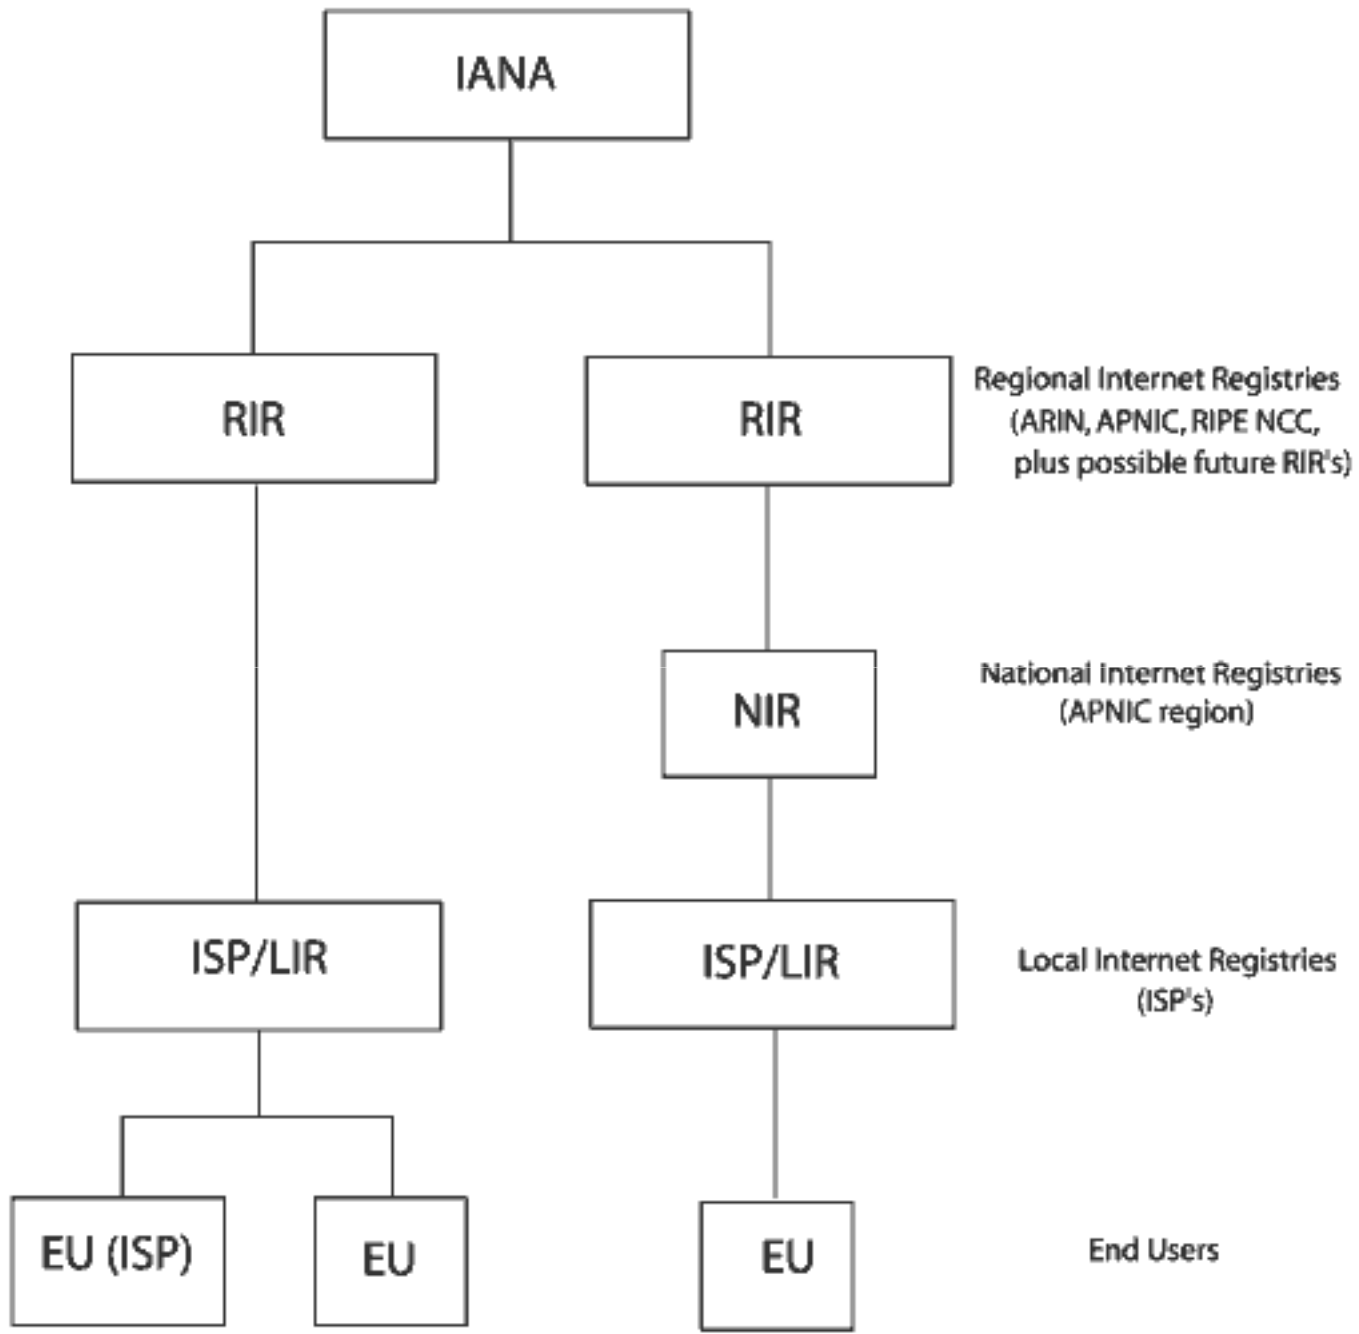 IANA
RIR
RIR
Regional Internet Registries
(ARIN, APNIC, RIPE NCC,
plus possible future RIR's)
NIR
National Internet Registries
(APNIC region)
ISP/LIR
ISP/LIR
Local Internet Registries
(ISP's)
EU (ISP)
EU
EU
End Users